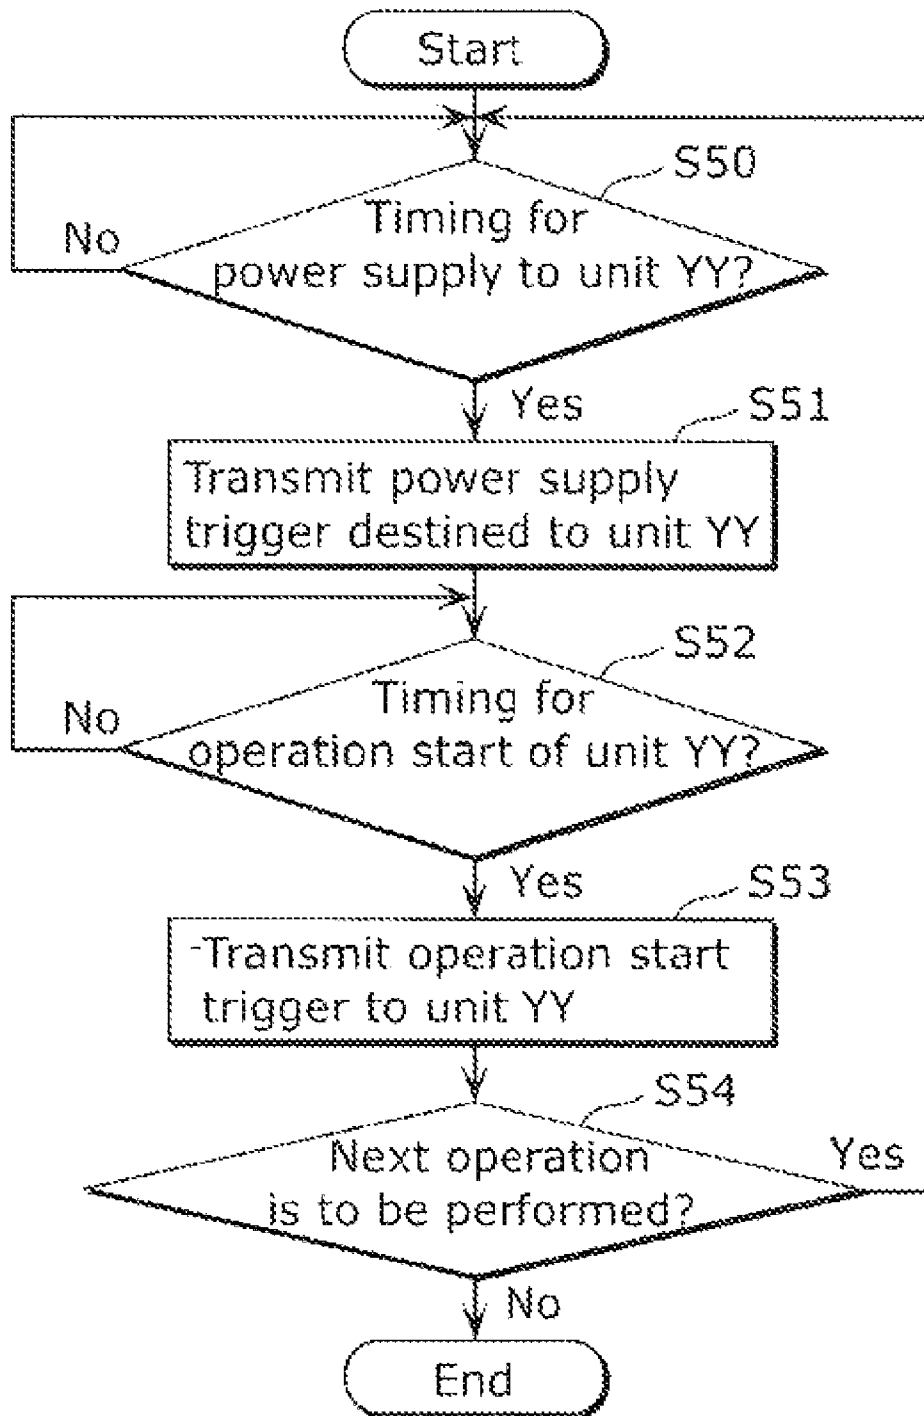 Start
S50
Timing for
power supply to unit YY?
No
Yes
S51
Transmit power supply
trigger destined to unit YY
S52
Timing for
operation start of unit YY?
No
Yes
S53
Transmit operation start
trigger to unit YY
S54
Next operation
is to be performed?
Yes
No
End